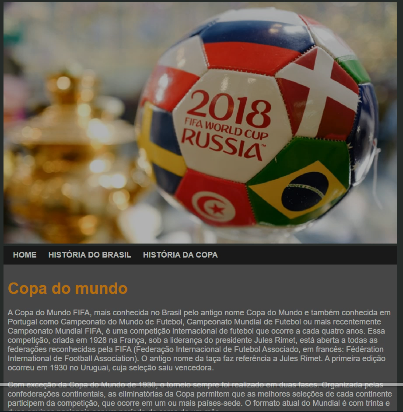 2018
FIFA WORLD CUP
RUSSIA
HOME HISTÓRIA DO BRASIL HISTÓRIA DA COPA
Copa do mundo
A Copa do Mundo FIFA, mais conhecida no Brasil pelo antigo nome Copa do Mundo e também conhecida em
Portugal como Campeonato do Mundo de Futebol, Campeonato Mundial de Futebol ou mais recentemente
Campeonato Mundial FIFA, é uma competição internacional de futebol que ocorre a cada quatro anos. Essa
competição, criada em 1928 na França, sob a liderança do presidente Jules Rimet, está aberta a todas as
federações reconhecidas pela FIFA (Federação Internacional de Futebol Associado, em francês: Fédération
International de Football Association). O antigo nome da taça faz referência a Jules Rimet. A primeira edição
ocorreu em 1930 no Uruguai, cuja seleção saiu vencedora.
Com exceção da Copa do Mundo de 1930, o torneio sempre foi realizado em duas fases. Organizada pelas
confederações continentais, as eliminatórias da Copa permitem que as melhores seleções de cada continente
participem da competição, que ocorre em um ou mais países-sede. O formato atual do Mundial é com trinta e